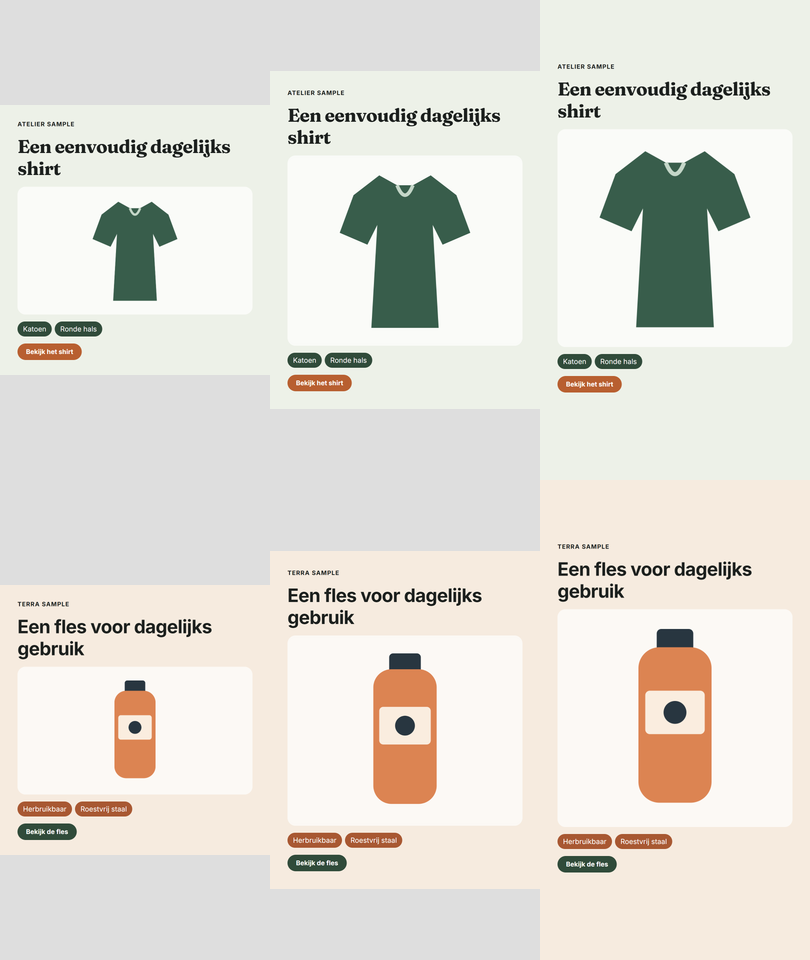 ATELIER SAMPLE
Een eenvoudig dagelijks
shirt
Katoen Ronde hals
Bekijk het shirt
ATELIER SAMPLE
Een eenvoudig dagelijks
shirt
Katoen Ronde hals
Bekijk het shirt
ATELIER SAMPLE
Een eenvoudig dagelijks
shirt
Katoen Ronde hals
Bekijk het shirt
TERRA SAMPLE
Een fles voor dagelijks
gebruik
Herbruikbaar Roestvrij staal
Bekijk de fles
TERRA SAMPLE
Een fles voor dagelijks
gebruik
Herbruikbaar Roestvrij staal
Bekijk de fles
TERRA SAMPLE
Een fles voor dagelijks
gebruik
Herbruikbaar Roestvrij staal
Bekijk de fles